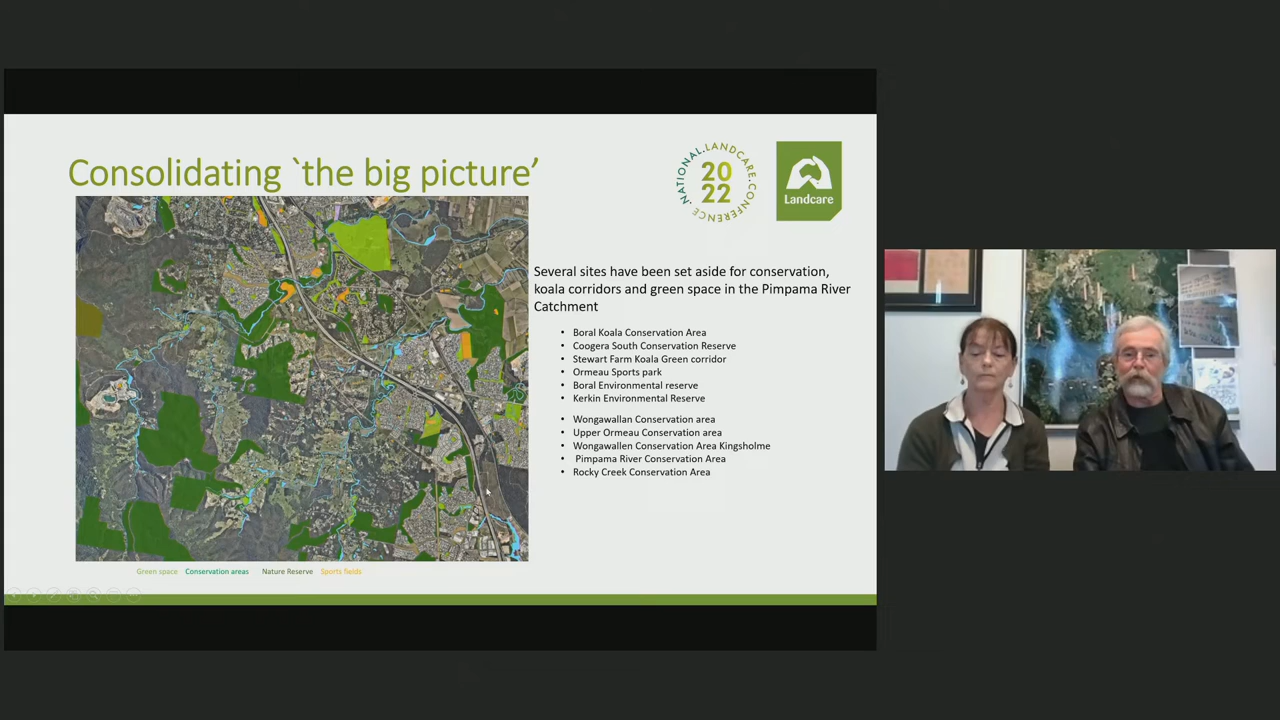 Consolidating `the big picture’
NATIONAL.LANDCARE.CONFERENCE.
20
22
Landcare
Several sites have been set aside for conservation,
koala corridors and green space in the Pimpama River
Catchment
• Boral Koala Conservation Area
• Coogera South Conservation Reserve
• Stewart Farm Koala Green corridor
• Ormeau Sports park
• Boral Environmental reserve
• Kerkin Environmental Reserve
• Wongawallan Conservation area
• Upper Ormeau Conservation area
• Wongawallen Conservation Area Kingsholme
• Pimpama River Conservation Area
• Rocky Creek Conservation Area
Green space Conservation areas Nature Reserve Sports fields